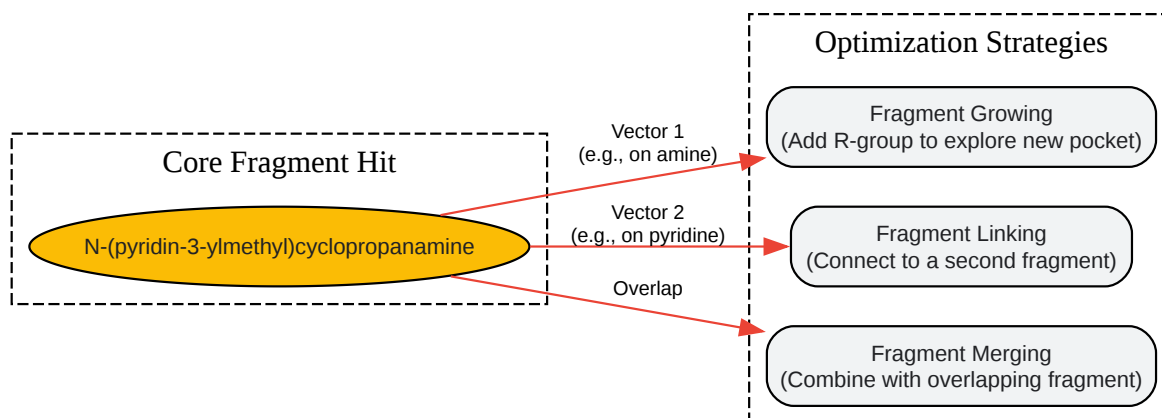 Core Fragment Hit
N-(pyridin-3-ylmethyl)cyclopropanamine
Vector 1
(e.g., on amine)
Vector 2
(e.g., on pyridine)
Overlap
Optimization Strategies
Fragment Growing
(Add R-group to explore new pocket)
Fragment Linking
(Connect to a second fragment)
Fragment Merging
(Combine with overlapping fragment)